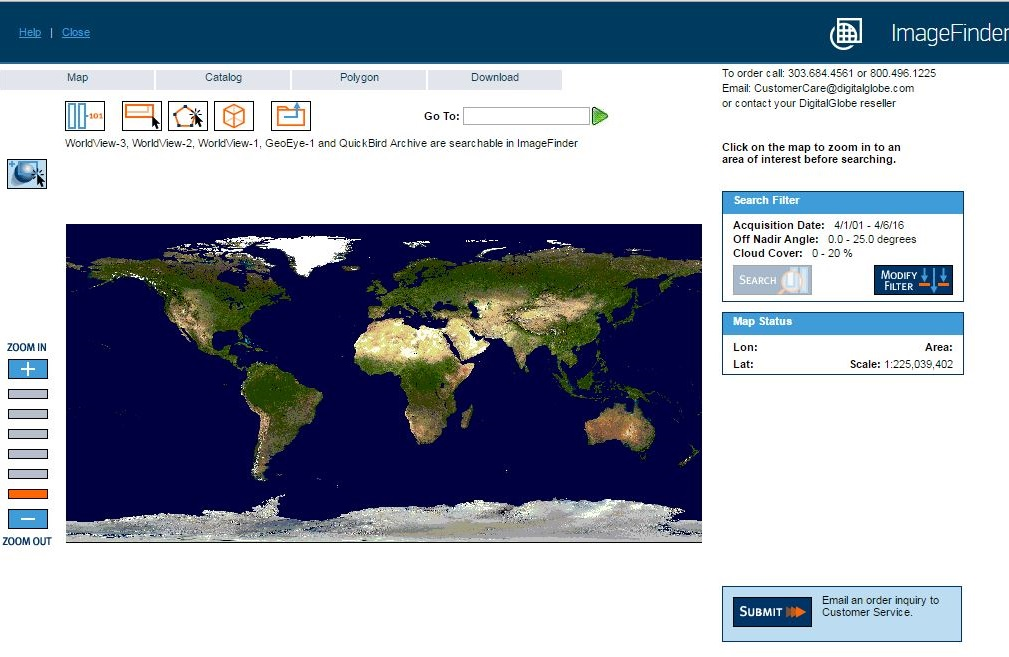 Help | Close
ImageFinder
Map Catalog Polygon Download
To order call: 303.684.4561 or 800.496.1225
Email: CustomerCare@digitalglobe.com
or contact your DigitalGlobe reseller
-101
Go To:
WorldView-3, WorldView-2, WorldView-1, GeoEye-1 and QuickBird Archive are searchable in ImageFinder
Click on the map to zoom in to an
area of interest before searching.
Search Filter
Acquisition Date: 4/1/01 - 4/6/16
Off Nadir Angle: 0.0 - 25.0 degrees
Cloud Cover: 0 - 20 %
SEARCH
MODIFY
FILTER
Map Status
Lon: Area:
Lat: Scale: 1:225,039,402
ZOOM IN
ZOOM OUT
SUBMIT
Email an order inquiry to
Customer Service.